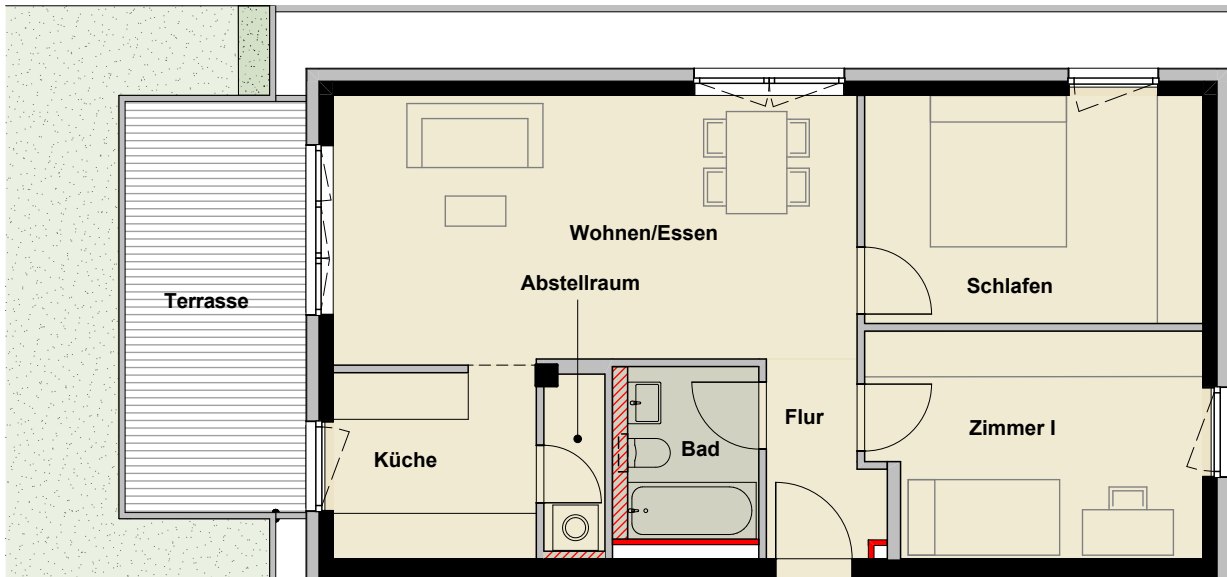 Wohnen/Essen
Abstellraum
Schlafen
Terrasse
Flur
Zimmer I
Bad
Küche